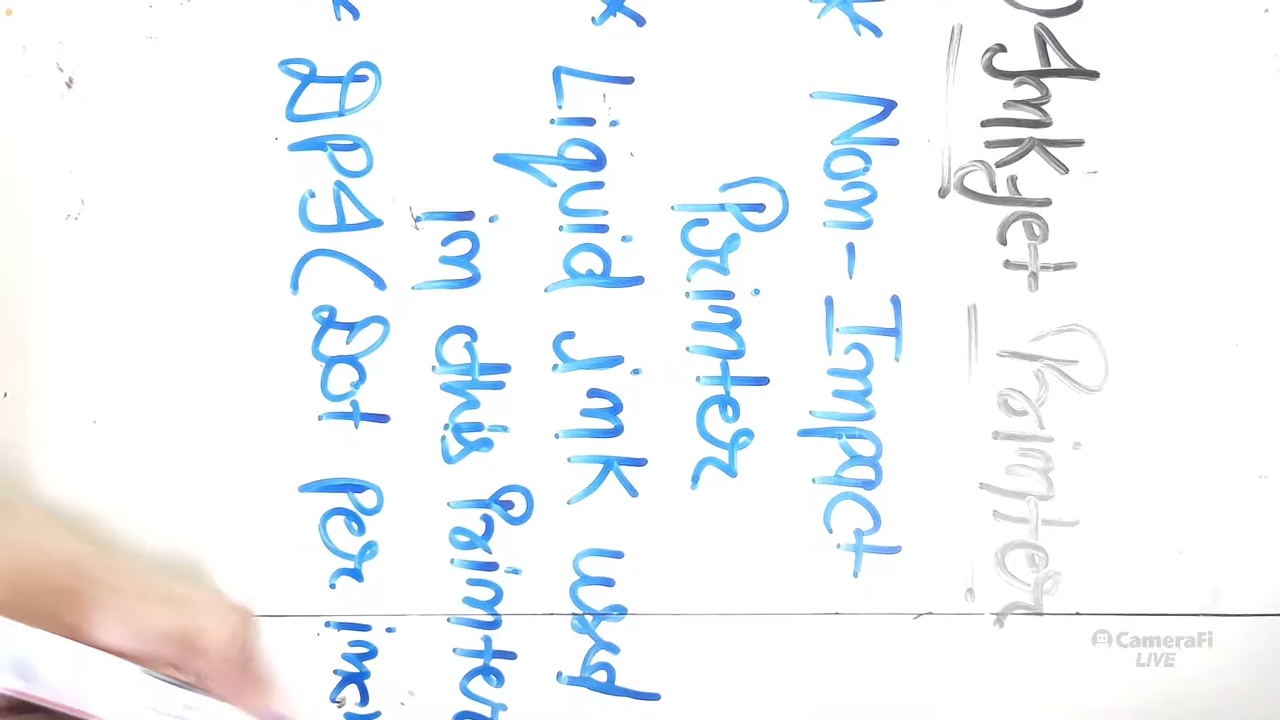 Inkjet Printer
* Non-Impact
Printer
* Liquid ink used
in this printer
* DPI (Dot Per inch
CameraFi
LIVE